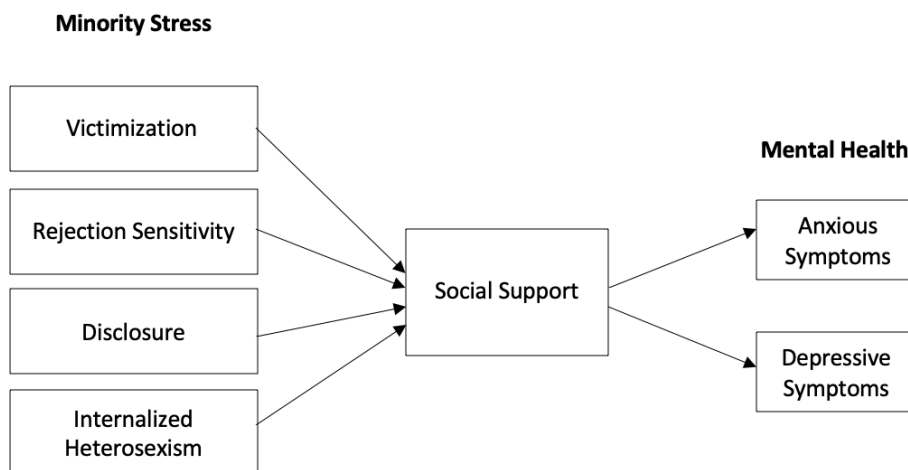 Minority Stress
Victimization
Rejection Sensitivity
Disclosure
Internalized
Heterosexism
Social Support
Mental Health
Anxious
Symptoms
Depressive
Symptoms